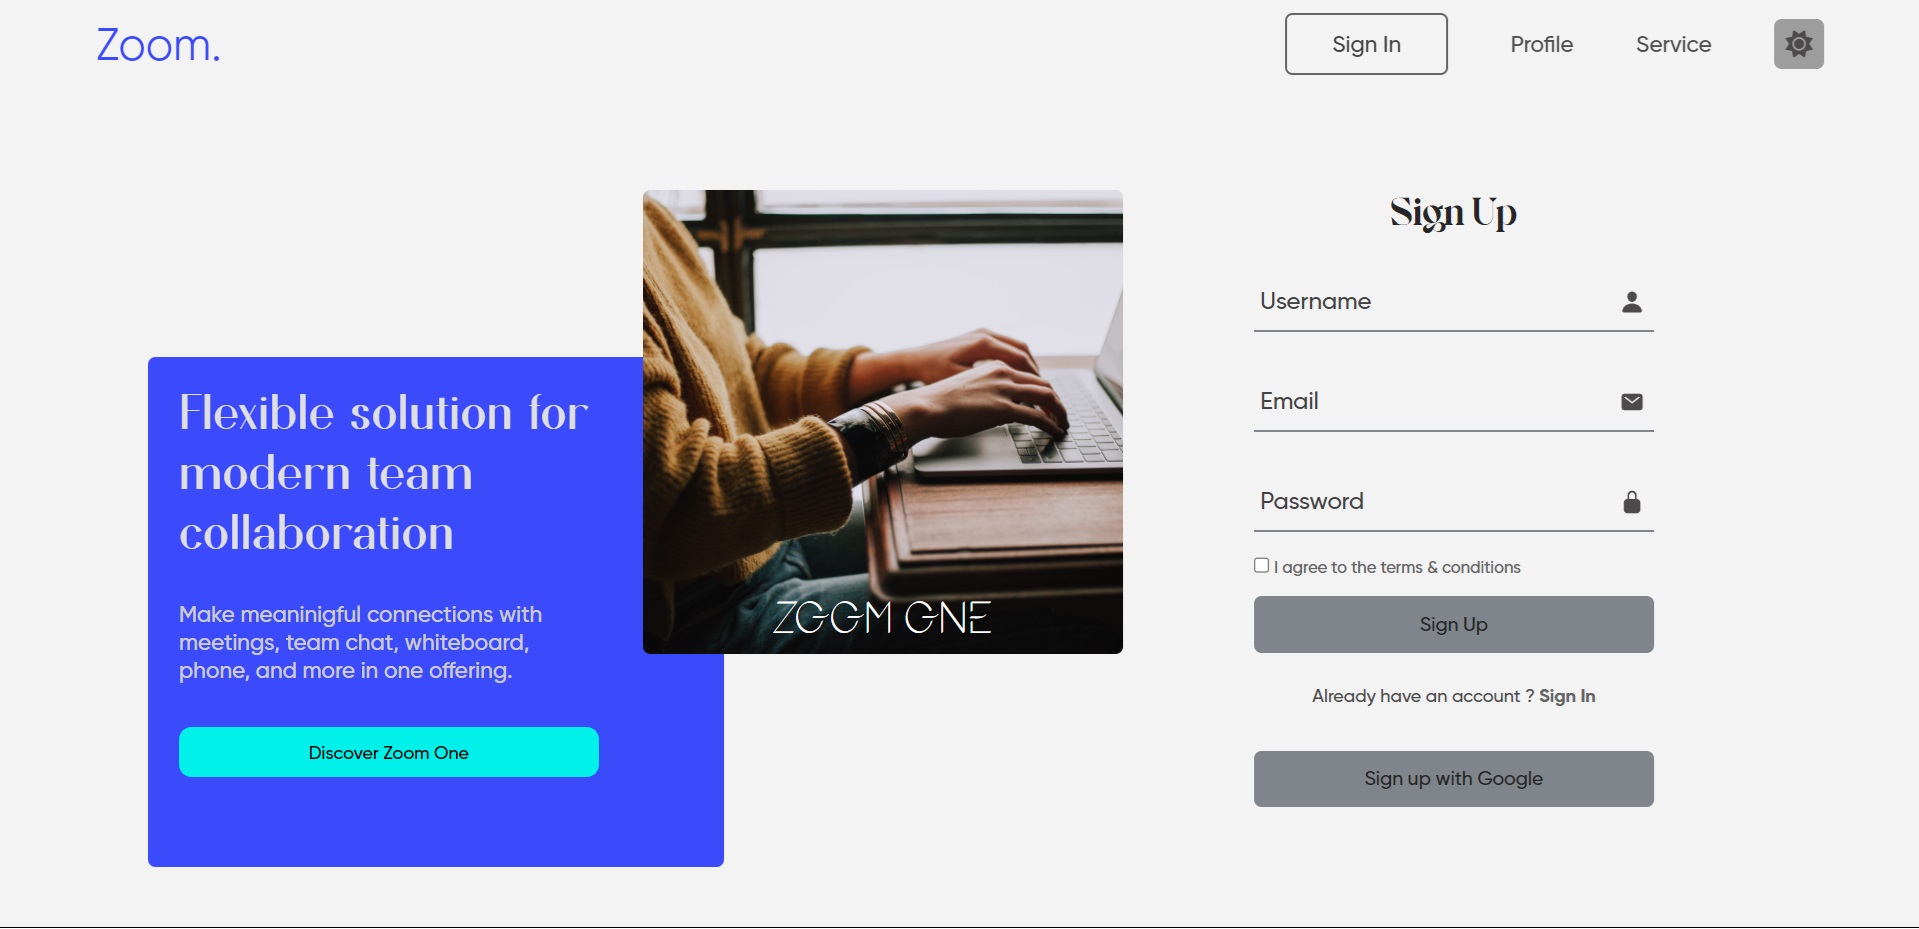 Zoom.
Sign In
Profile
Service
Flexible solution for
modern team
collaboration
Make meaninigful connections with
meetings, team chat, whiteboard,
phone, and more in one offering.
Discover Zoom One
ZOOM ONE
Sign Up
Username
Email
Password
I agree to the terms & conditions
Sign Up
Already have an account ? Sign In
Sign up with Google